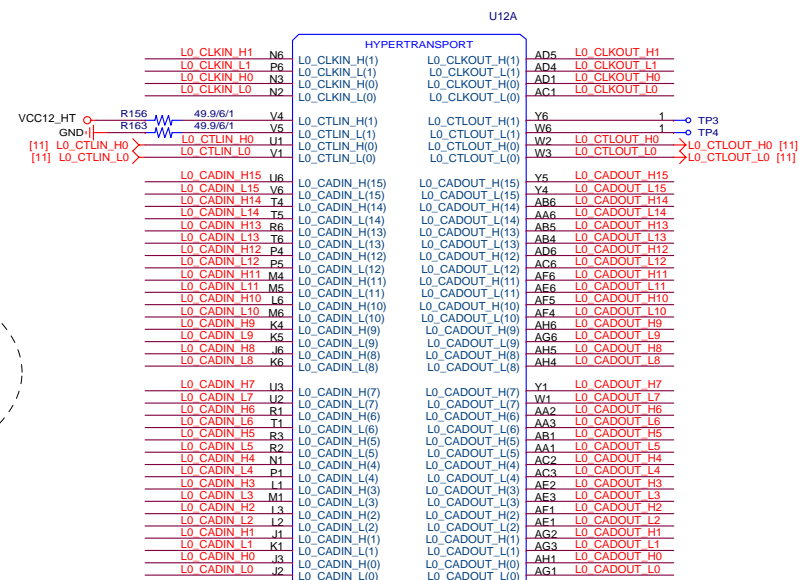 U12A
HYPERTRANSPORT
L0_CLKIN_H1 N6 L0_CLKIN_H(1) L0_CLKOUT_H(1) AD5 L0_CLKOUT_H1
L0_CLKIN_L1 P6 L0_CLKIN_L(1) L0_CLKOUT_L(1) AD4 L0_CLKOUT_L1
L0_CLKIN_H0 N3 L0_CLKIN_H(0) L0_CLKOUT_H(0) AD1 L0_CLKOUT_H0
L0_CLKIN_L0 N2 L0_CLKIN_L(0) L0_CLKOUT_L(0) AC1 L0_CLKOUT_L0
VCC12_HT R156 49.9/6/1 V4 L0_CTLIN_H(1) L0_CTLOUT_H(1) Y6 1 TP3
GND R163 49.9/6/1 V5 L0_CTLIN_L(1) L0_CTLOUT_L(1) W6 1 TP4
[11] L0_CTLIN_H0 L0_CTLIN_H0 U1 L0_CTLIN_H(0) L0_CTLOUT_H(0) W2 L0_CTLOUT_H0 L0_CTLOUT_H0 [11]
[11] L0_CTLIN_L0 L0_CTLIN_L0 V1 L0_CTLIN_L(0) L0_CTLOUT_L(0) W3 L0_CTLOUT_L0 L0_CTLOUT_L0 [11]
L0_CADIN_H15 U6 L0_CADIN_H(15) L0_CADOUT_H(15) Y5 L0_CADOUT_H15
L0_CADIN_L15 V6 L0_CADIN_L(15) L0_CADOUT_L(15) Y4 L0_CADOUT_L15
L0_CADIN_H14 T4 L0_CADIN_H(14) L0_CADOUT_H(14) AB6 L0_CADOUT_H14
L0_CADIN_L14 T5 L0_CADIN_L(14) L0_CADOUT_L(14) AA6 L0_CADOUT_L14
L0_CADIN_H13 R6 L0_CADIN_H(13) L0_CADOUT_H(13) AB5 L0_CADOUT_H13
L0_CADIN_L13 T6 L0_CADIN_L(13) L0_CADOUT_L(13) AB4 L0_CADOUT_L13
L0_CADIN_H12 P4 L0_CADIN_H(12) L0_CADOUT_H(12) AD6 L0_CADOUT_H12
L0_CADIN_L12 P5 L0_CADIN_L(12) L0_CADOUT_L(12) AC6 L0_CADOUT_L12
L0_CADIN_H11 M4 L0_CADIN_H(11) L0_CADOUT_H(11) AF6 L0_CADOUT_H11
L0_CADIN_L11 M5 L0_CADIN_L(11) L0_CADOUT_L(11) AE6 L0_CADOUT_L11
L0_CADIN_H10 L6 L0_CADIN_H(10) L0_CADOUT_H(10) AF5 L0_CADOUT_H10
L0_CADIN_L10 M6 L0_CADIN_L(10) L0_CADOUT_L(10) AF4 L0_CADOUT_L10
L0_CADIN_H9 K4 L0_CADIN_H(9) L0_CADOUT_H(9) AH6 L0_CADOUT_H9
L0_CADIN_L9 K5 L0_CADIN_L(9) L0_CADOUT_L(9) AG6 L0_CADOUT_L9
L0_CADIN_H8 J6 L0_CADIN_H(8) L0_CADOUT_H(8) AH5 L0_CADOUT_H8
L0_CADIN_L8 K6 L0_CADIN_L(8) L0_CADOUT_L(8) AH4 L0_CADOUT_L8
L0_CADIN_H7 U3 L0_CADIN_H(7) L0_CADOUT_H(7) Y1 L0_CADOUT_H7
L0_CADIN_L7 U2 L0_CADIN_L(7) L0_CADOUT_L(7) W1 L0_CADOUT_L7
L0_CADIN_H6 R1 L0_CADIN_H(6) L0_CADOUT_H(6) AA2 L0_CADOUT_H6
L0_CADIN_L6 T1 L0_CADIN_L(6) L0_CADOUT_L(6) AA3 L0_CADOUT_L6
L0_CADIN_H5 R3 L0_CADIN_H(5) L0_CADOUT_H(5) AB1 L0_CADOUT_H5
L0_CADIN_L5 R2 L0_CADIN_L(5) L0_CADOUT_L(5) AA1 L0_CADOUT_L5
L0_CADIN_H4 N1 L0_CADIN_H(4) L0_CADOUT_H(4) AC2 L0_CADOUT_H4
L0_CADIN_L4 P1 L0_CADIN_L(4) L0_CADOUT_L(4) AC3 L0_CADOUT_L4
L0_CADIN_H3 L1 L0_CADIN_H(3) L0_CADOUT_H(3) AE2 L0_CADOUT_H3
L0_CADIN_L3 M1 L0_CADIN_L(3) L0_CADOUT_L(3) AE3 L0_CADOUT_L3
L0_CADIN_H2 L3 L0_CADIN_H(2) L0_CADOUT_H(2) AF1 L0_CADOUT_H2
L0_CADIN_L2 L2 L0_CADIN_L(2) L0_CADOUT_L(2) AE1 L0_CADOUT_L2
L0_CADIN_H1 J1 L0_CADIN_H(1) L0_CADOUT_H(1) AG2 L0_CADOUT_H1
L0_CADIN_L1 K1 L0_CADIN_L(1) L0_CADOUT_L(1) AG3 L0_CADOUT_L1
L0_CADIN_H0 J3 L0_CADIN_H(0) L0_CADOUT_H(0) AH1 L0_CADOUT_H0
L0_CADIN_L0 J2 L0_CADIN_L(0) L0_CADOUT_L(0) AG1 L0_CADOUT_L0